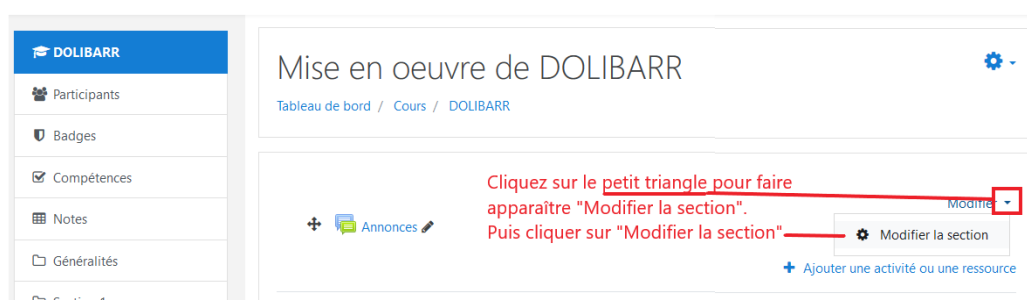 DOLIBARR
Participants
Badges
Compétences
Notes
Généralités
Mise en oeuvre de DOLIBARR
Tableau de bord / Cours / DOLIBARR
Cliquez sur le petit triangle pour faire
apparaître "Modifier la section".
Puis cliquer sur "Modifier la section"
Annonces
Modifier
Modifier la section
Ajouter une activité ou une ressource